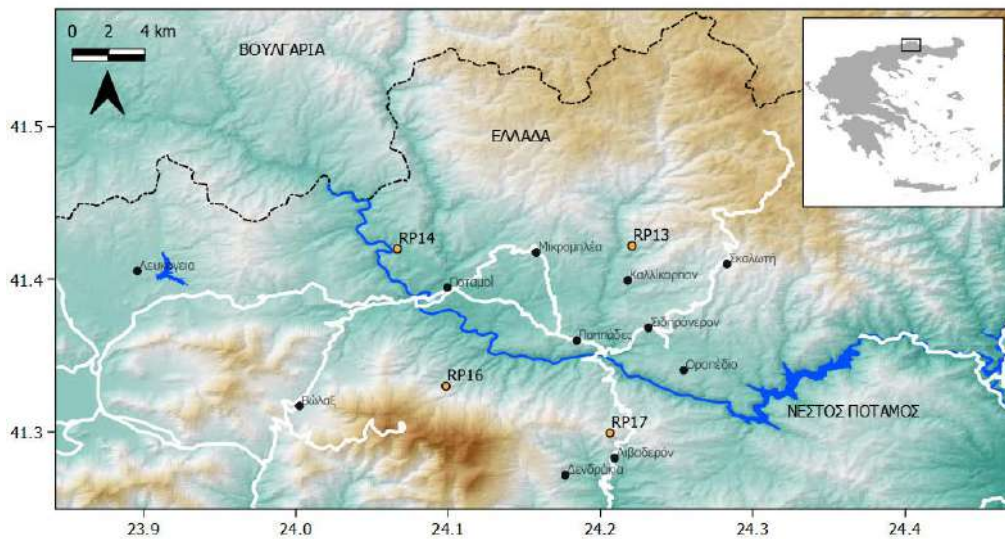 0 2 4 km
ΒΟΥΛΓΑΡΙΑ
41.5
ΕΛΛΑΔΑ
RP14
Μικρομηλέα
RP13
Σκαλωτή
41.4
Λευκόγεια
Ποταμοί
Καλλίκαρπον
Παππάδες
Σιδηρόνερον
Οροπέδιο
RP16
Βώλαξ
ΝΕΣΤΟΣ ΠΟΤΑΜΟΣ
41.3
RP17
Λιβαδερόν
Δενδράκια
23.9 24.0 24.1 24.2 24.3 24.4